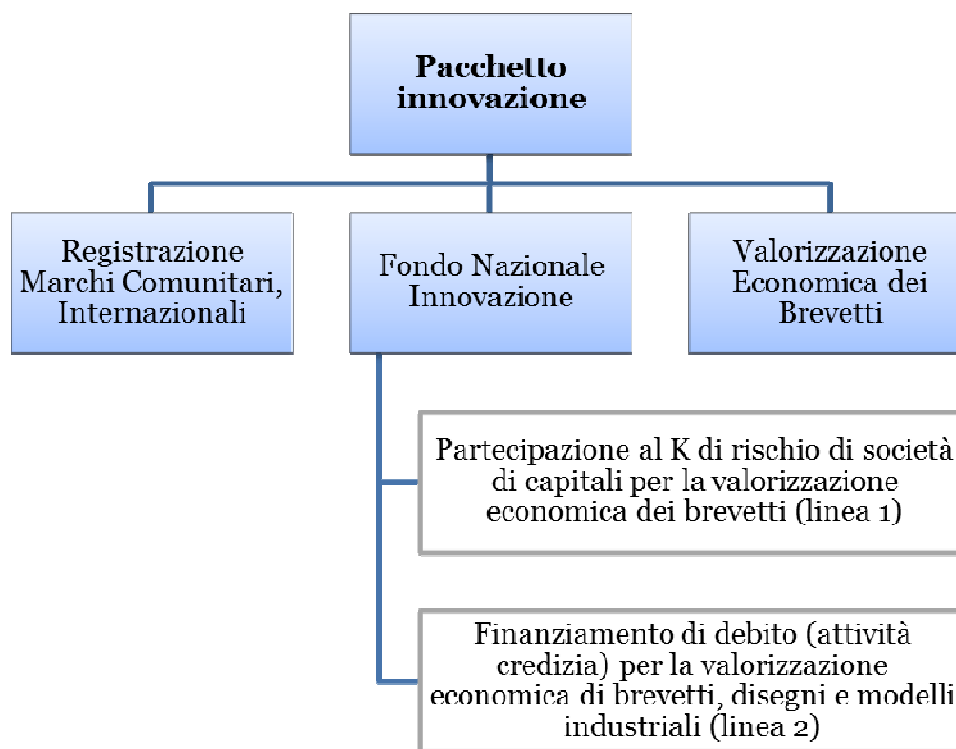 Pacchetto
innovazione
Registrazione
Marchi Comunitari,
Internazionali
Fondo Nazionale
Innovazione
Valorizzazione
Economica dei
Brevetti
Partecipazione al K di rischio di società
di capitali per la valorizzazione
economica dei brevetti (linea 1)
Finanziamento di debito (attività
credizia) per la valorizzazione
economica di brevetti, disegni e modelli
industriali (linea 2)